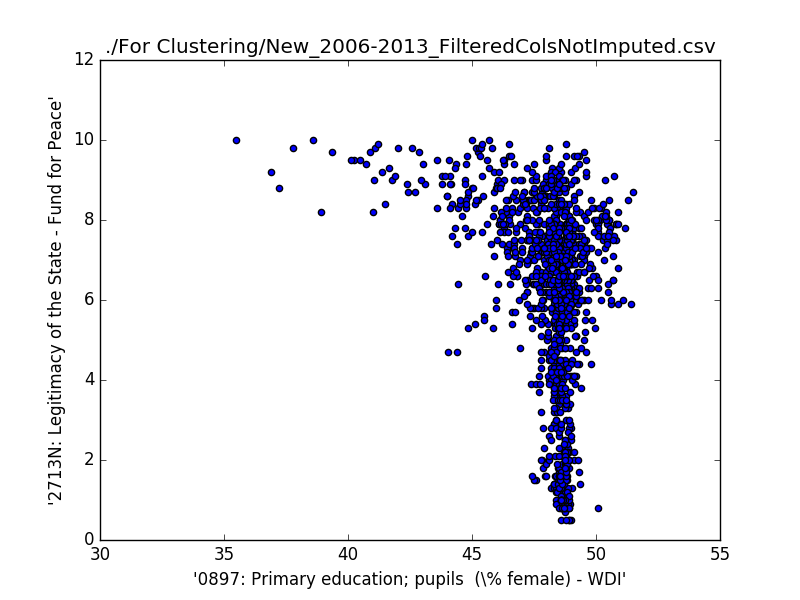 ./For Clustering/New_2006-2013_FilteredColsNotImputed.csv
12
10
8
6
4
2
0
'2713N: Legitimacy of the State - Fund for Peace'
30 35 40 45 50 55
'0897: Primary education; pupils  (\% female) - WDI'